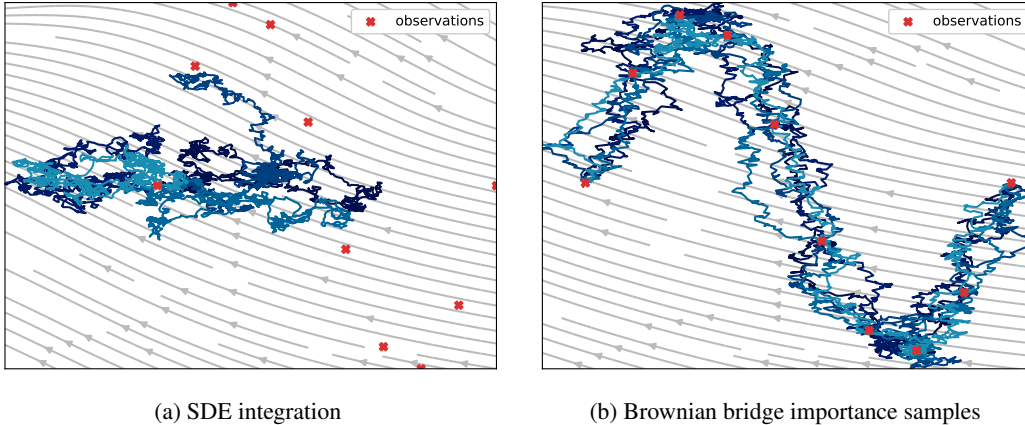 observations
observations
(a) SDE integration
(b) Brownian bridge importance samples